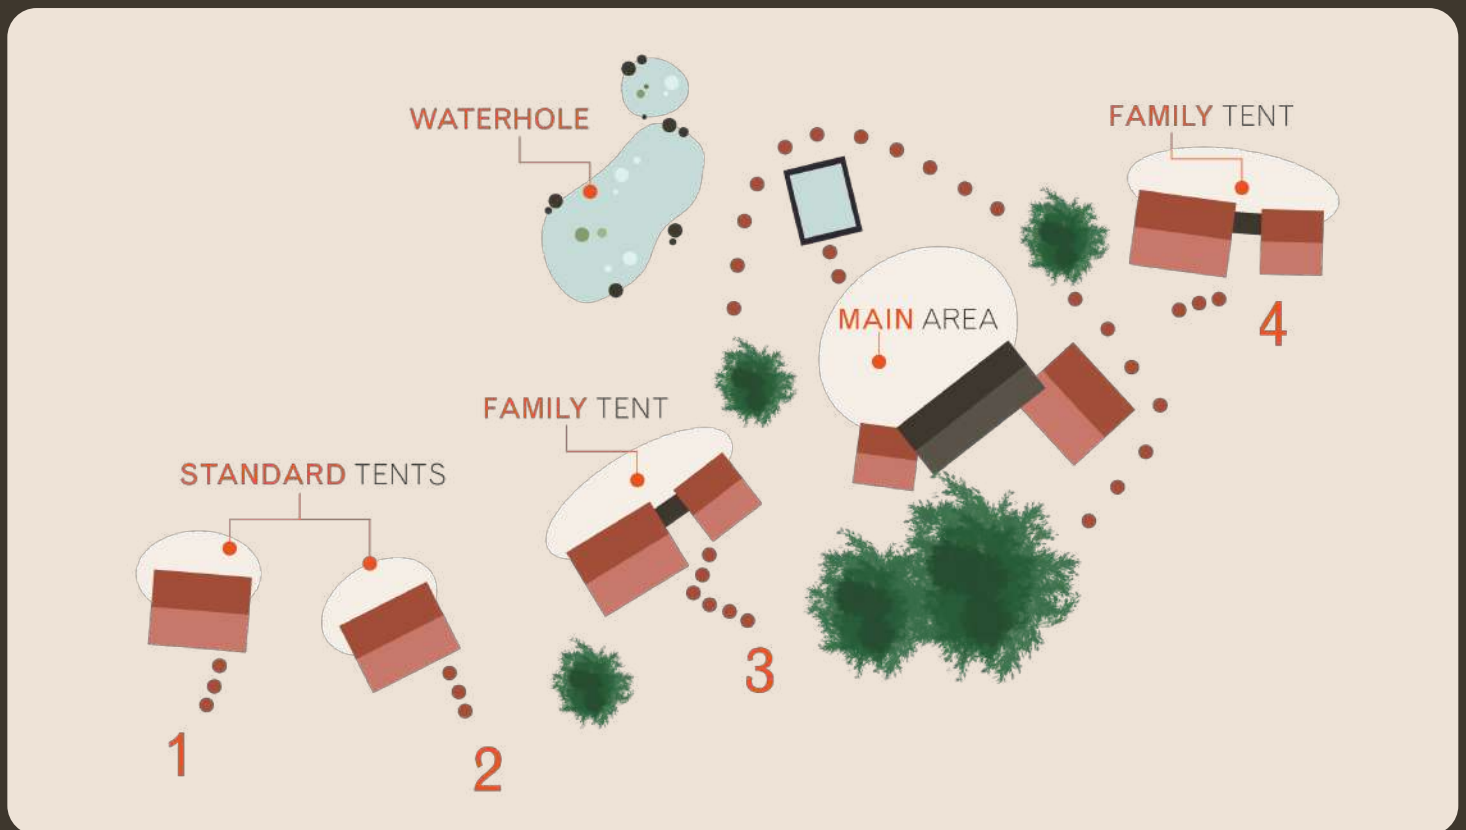 WATERHOLE
FAMILY TENT
MAIN AREA
4
FAMILY TENT
STANDARD TENTS
3
1
2